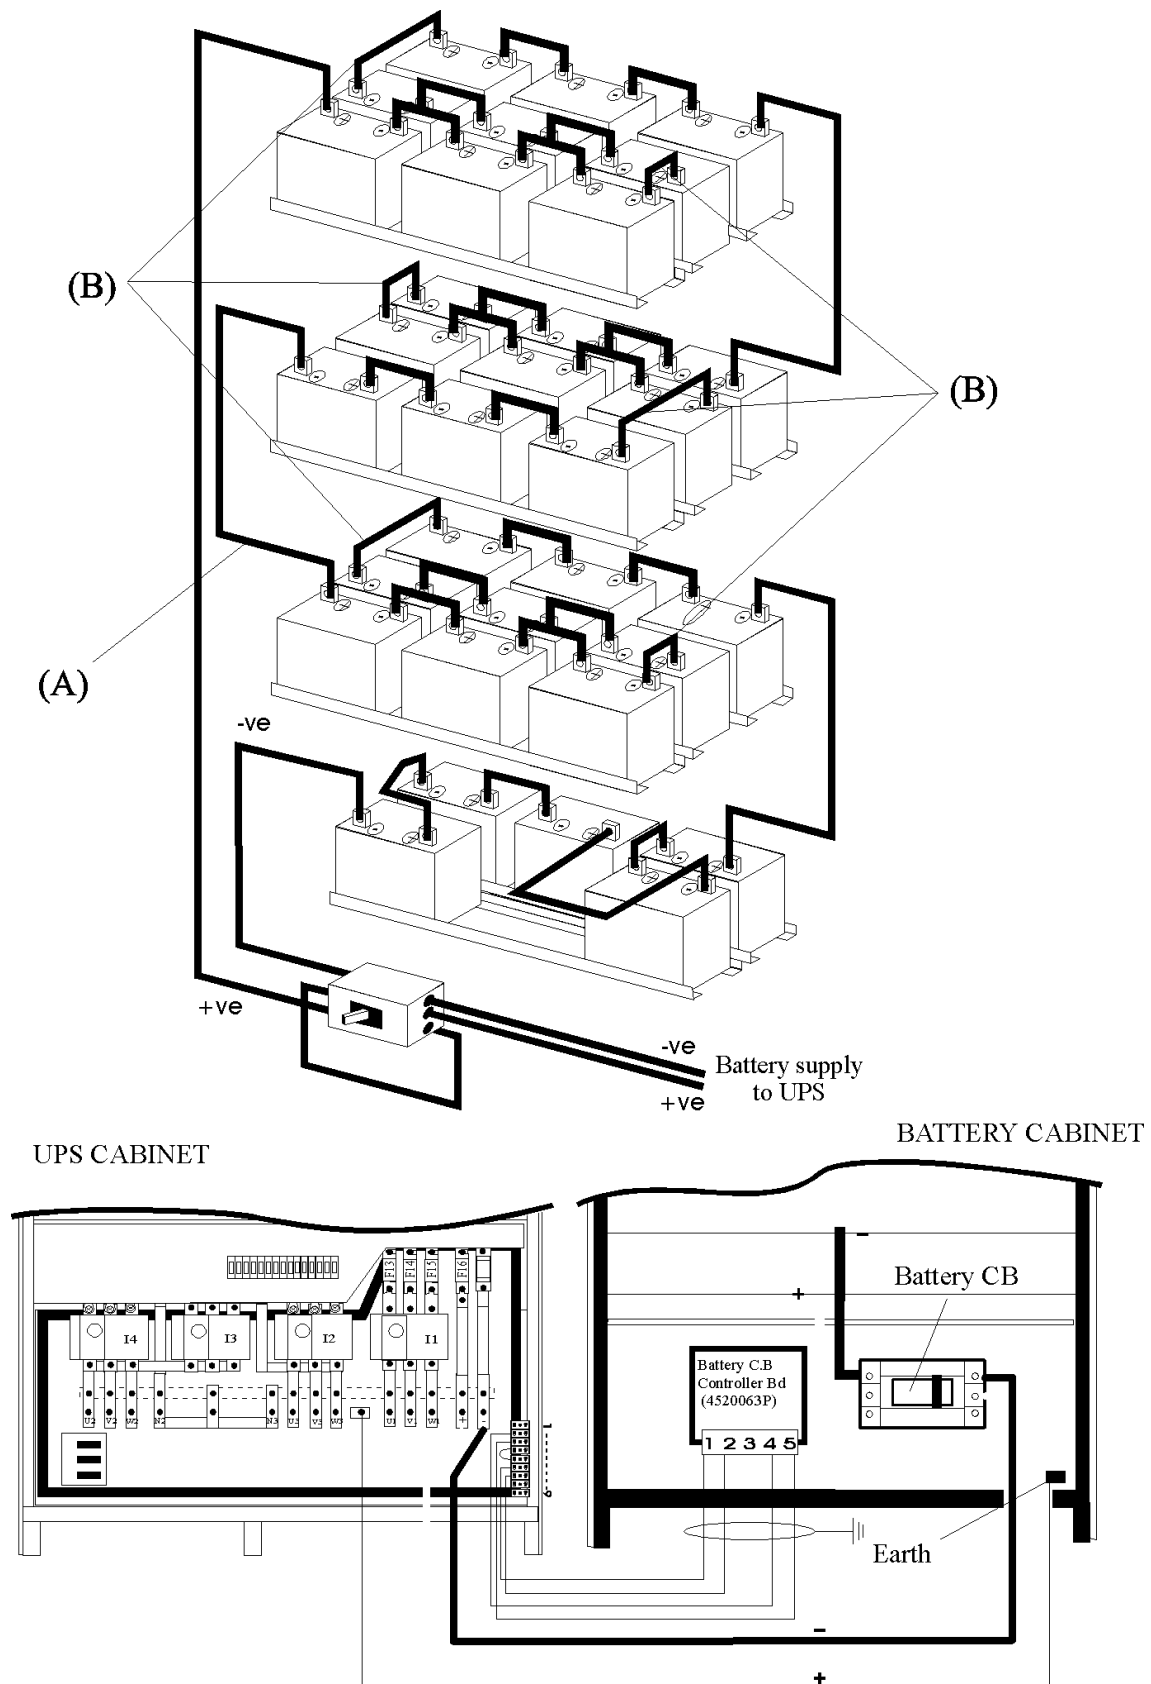 (B)
(B)
(A)
-ve
+ve
-ve
Battery supply
to UPS
+ve
BATTERY CABINET
UPS CABINET
-
Battery CB
+
F13
F14
F15
F16
I4
I3
I2
I1
Battery C.B
Controller Bd
(4520063P)
U2
V2
W2
N2
N3
U3
V3
W3
U1
V1
W1
+
-
1
1 2 3 4 5
9
Earth
-
+